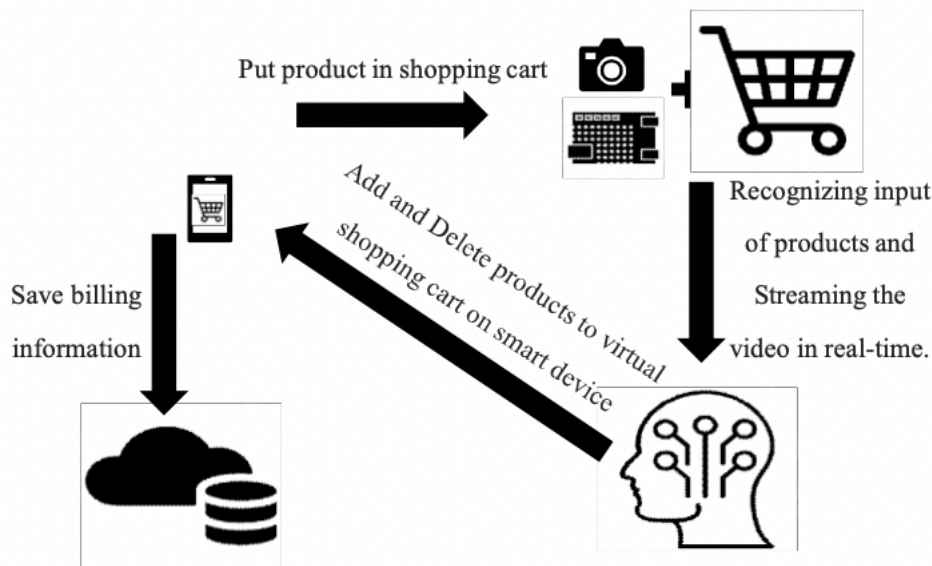 Put product in shopping cart
Add and Delete products to virtual
shopping cart on smart device
Recognizing input
of products and
Streaming the
video in real-time.
Save billing
information